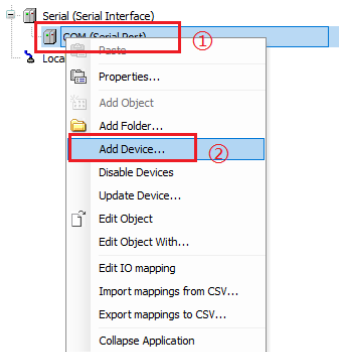 Serial (Serial Interface)
COM (Serial Port)
①
Loca
Paste
Properties...
Add Object
Add Folder...
Add Device...
②
Disable Devices
Update Device...
Edit Object
Edit Object With...
Edit IO mapping
Import mappings from CSV...
Export mappings to CSV...
Collapse Application